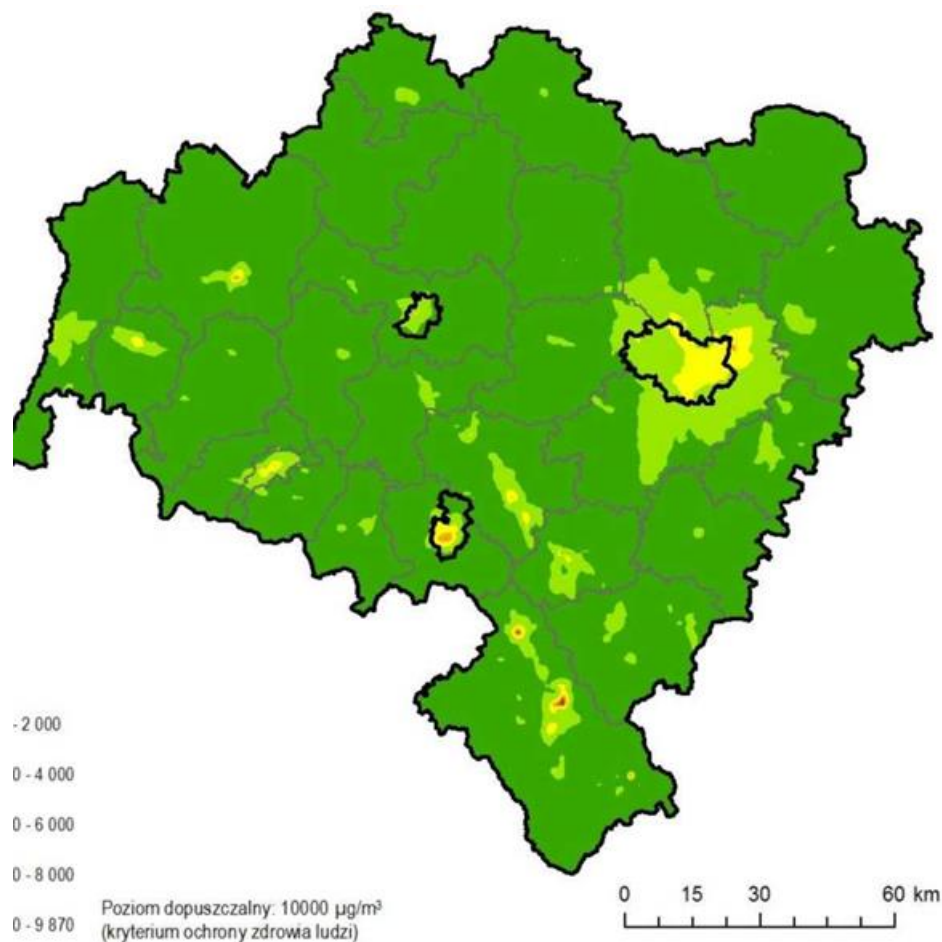 - 2 000
0 - 4 000
0 - 6 000
0 - 8 000
0 - 9 870
Poziom dopuszczalny: 10000 µg/m³
(kryterium ochrony zdrowia ludzi)
0 15 30 60 km